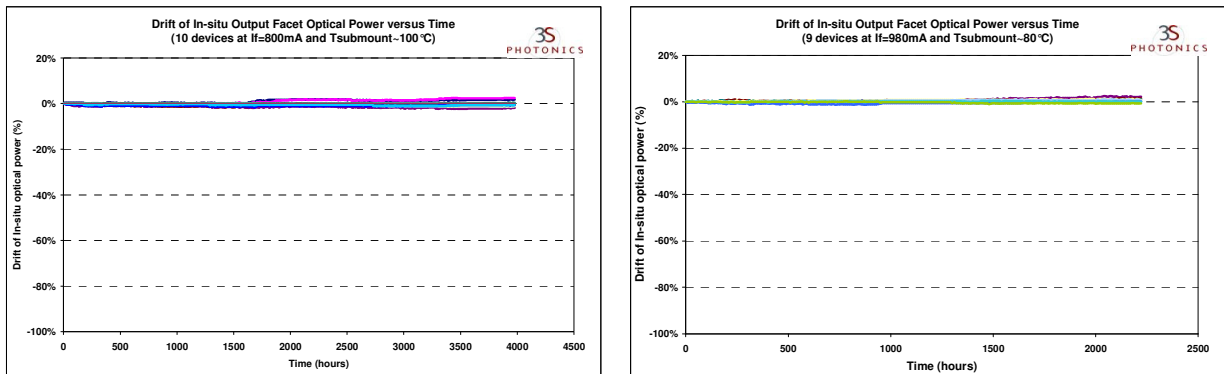 Drift of In-situ Output Facet Optical Power versus Time
(10 devices at If=800mA and Tsubmount~100°C)
3S
PHOTONICS
20%
0%
-20%
-40%
-60%
-80%
-100%
Drift of In-situ optical power (%)
0 500 1000 1500 2000 2500 3000 3500 4000 4500
Time (hours)
Drift of In-situ Output Facet Optical Power versus Time
(9 devices at If=980mA and Tsubmount~80°C)
3S
PHOTONICS
20%
0%
-20%
-40%
-60%
-80%
-100%
Drift of In-situ optical power (%)
0 500 1000 1500 2000 2500
Time (hours)